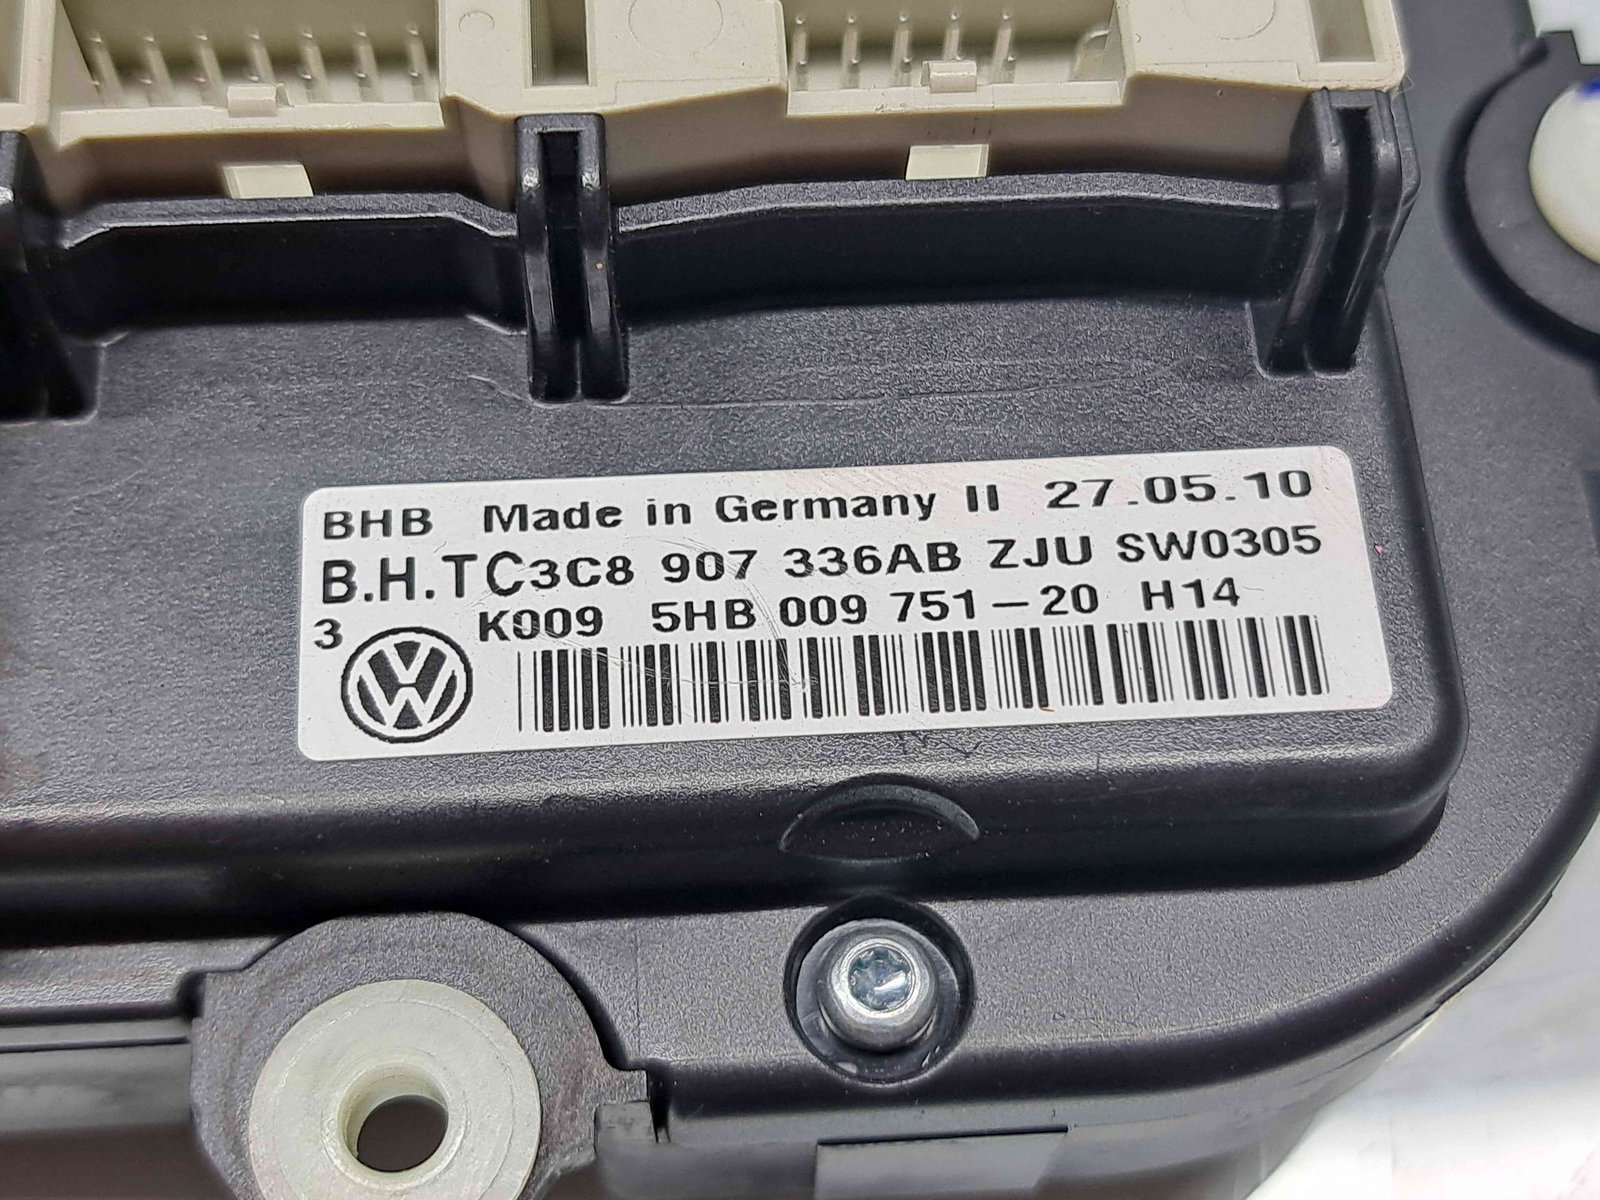 BHB Made in Germany II 27.05.10
B.H.TC3C8 907 336AB ZJU SW0305
3 K009 5HB 009 751-20 H14